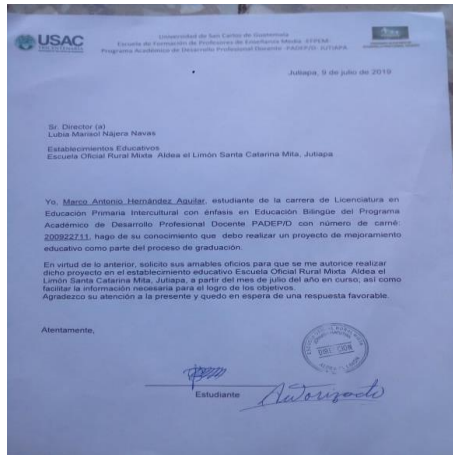 USAC
Universidad de San Carlos de Guatemala
Escuela de Formación de Profesores de Enseñanza Media -EFPEM-
Programa Académico de Desarrollo Profesional Docente -PADEP/D- JUTIAPA
Jutiapa, 9 de julio de 2019
Sr. Director (a)
Lubia Marisol Nájera Navas
Establecimientos Educativos
Escuela Oficial Rural Mixta Aldea el Limón Santa Catarina Mita, Jutiapa
Yo, Marco Antonio Hernández Aguilar, estudiante de la carrera de Licenciatura en
Educación Primaria Intercultural con énfasis en Educación Bilingüe del Programa
Académico de Desarrollo Profesional Docente PADEP/D con número de carné:
200922711, hago de su conocimiento que debo realizar un proyecto de mejoramiento
educativo como parte del proceso de graduación.
En virtud de lo anterior, solicito sus amables oficios para que se me autorice realizar
dicho proyecto en el establecimiento educativo Escuela Oficial Rural Mixta Aldea el
Limón Santa Catarina Mita, Jutiapa, a partir del mes de julio del año en curso; así como
facilitar la información necesaria para el logro de los objetivos.
Agradezco su atención a la presente y quedo en espera de una respuesta favorable.
Atentamente,
DIRECCION
Estudiante
Autorizado